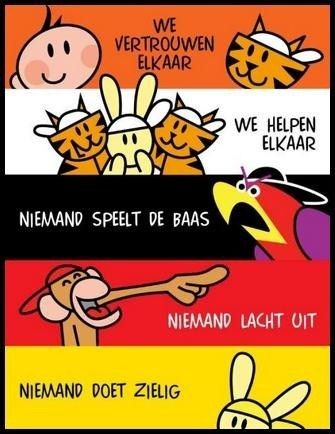 WE
VERTROUWEN
ELKAAR
WE HELPEN
ELKAAR
NIEMAND SPEELT DE BAAS
NIEMAND LACHT UIT
NIEMAND DOET ZIELIG